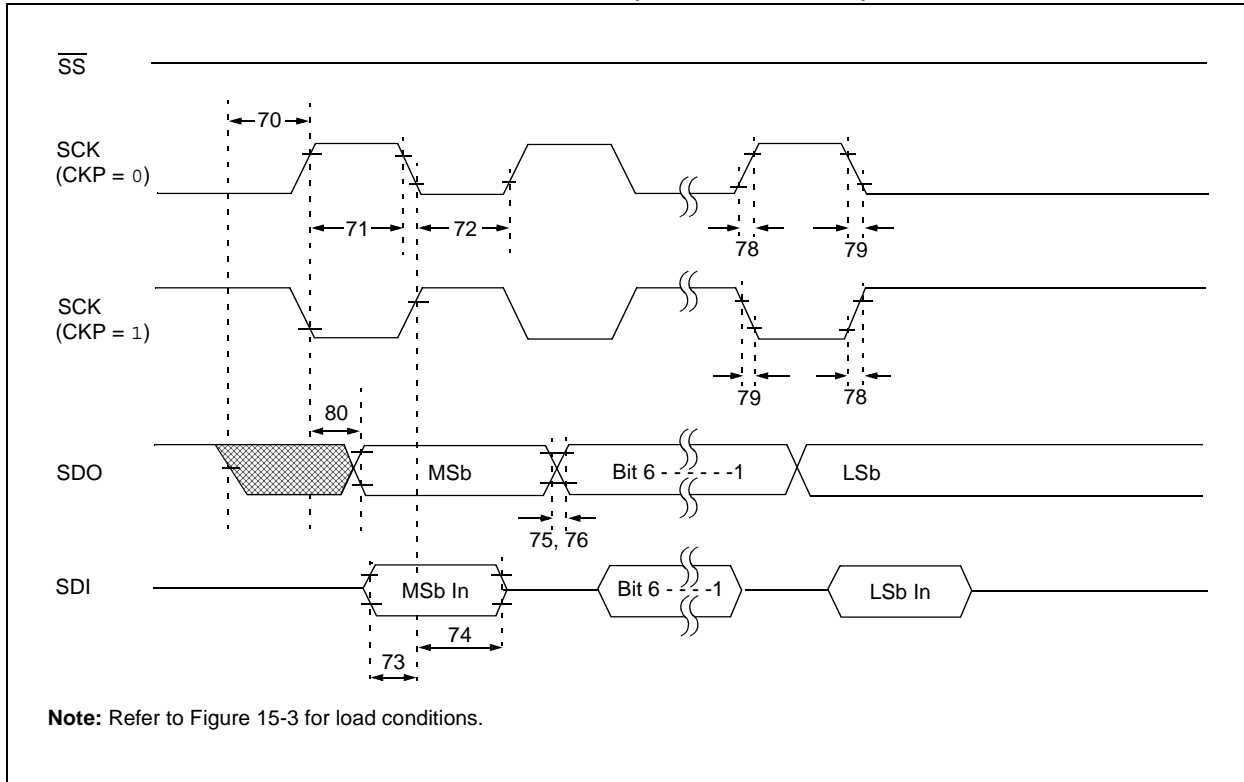 SS
70
SCK
(CKP = 0)
71
72
78
79
SCK
(CKP = 1)
79
78
80
SDO
MSb
Bit 6 - - - - - -1
LSb
75, 76
SDI
MSb In
Bit 6 - - - -1
LSb In
74
73
Note: Refer to Figure 15-3 for load conditions.